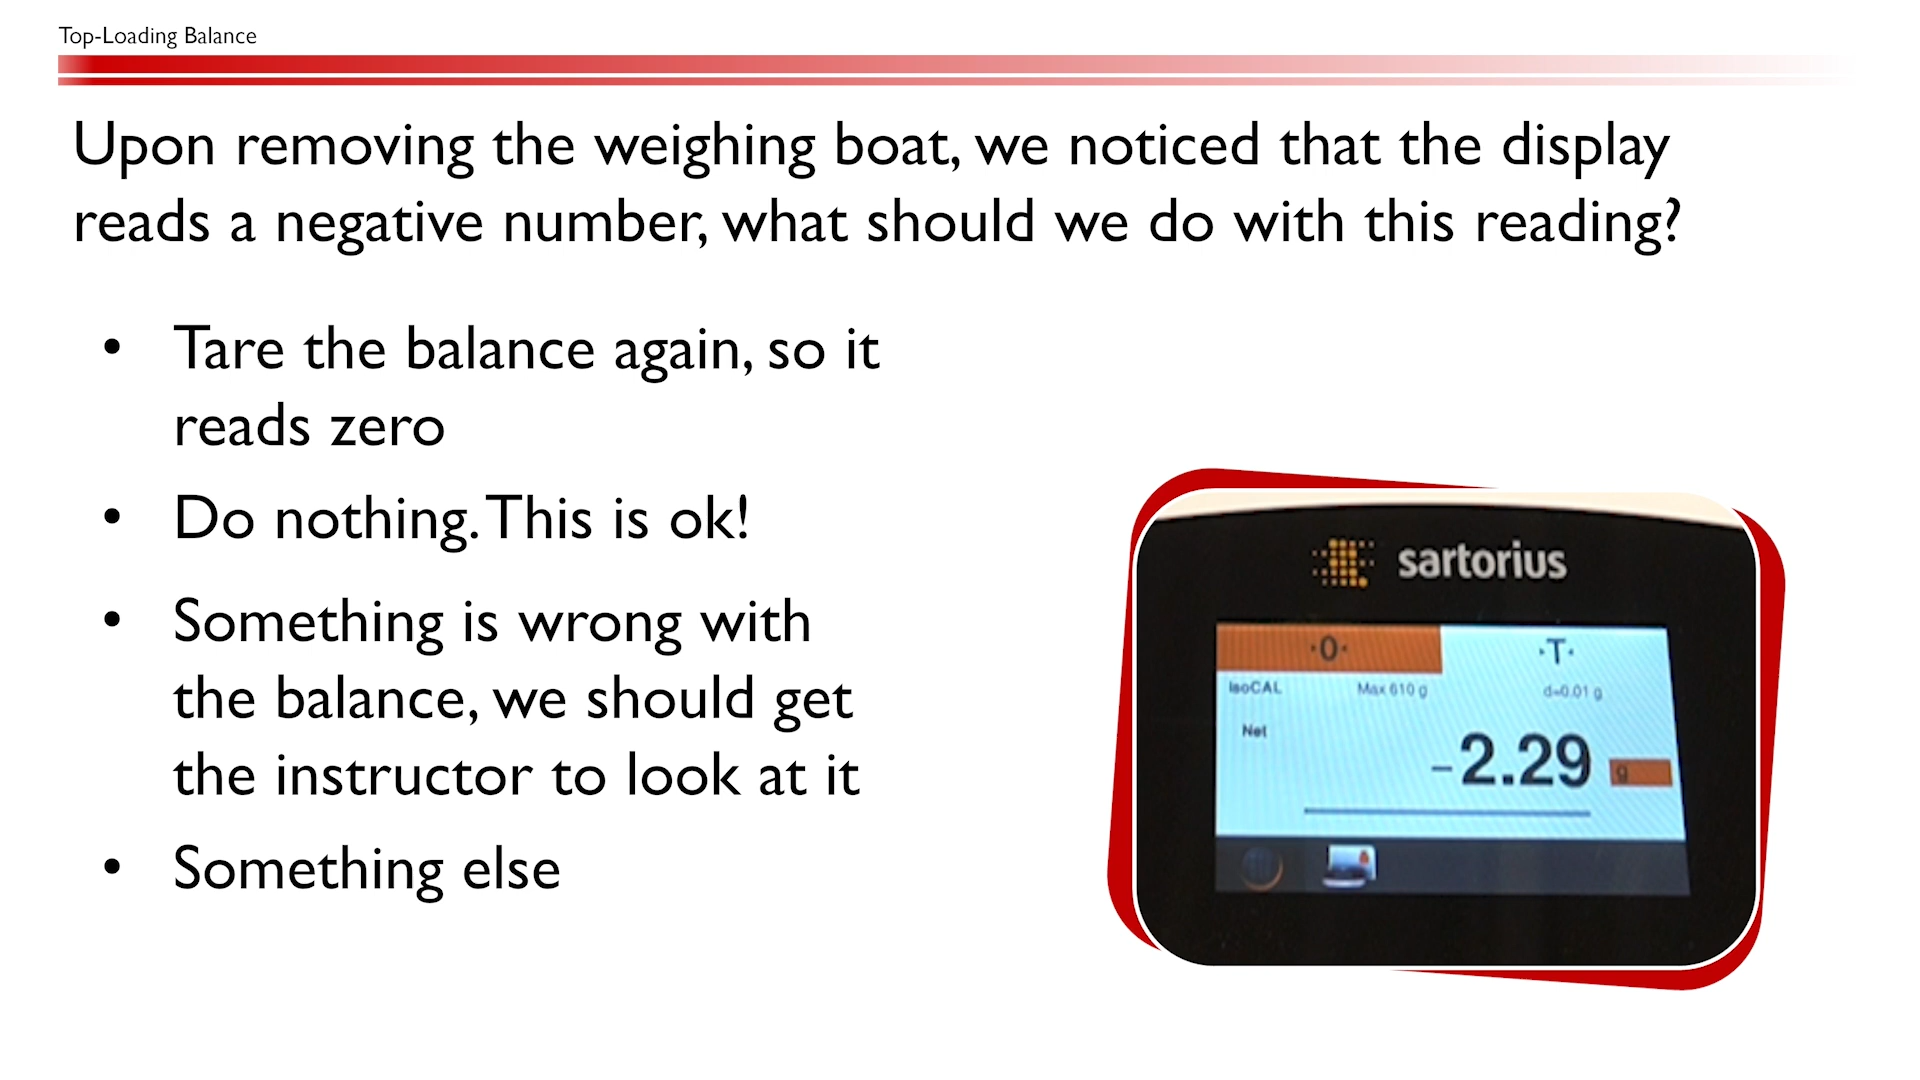 Top-Loading Balance
Upon removing the weighing boat, we noticed that the display
reads a negative number, what should we do with this reading?
• Tare the balance again, so it
reads zero
• Do nothing. This is ok!
• Something is wrong with
the balance, we should get
the instructor to look at it
• Something else
sartorius
·0· ·T·
isoCAL Max 610 g d=0.01 g
Net
-2.29 g